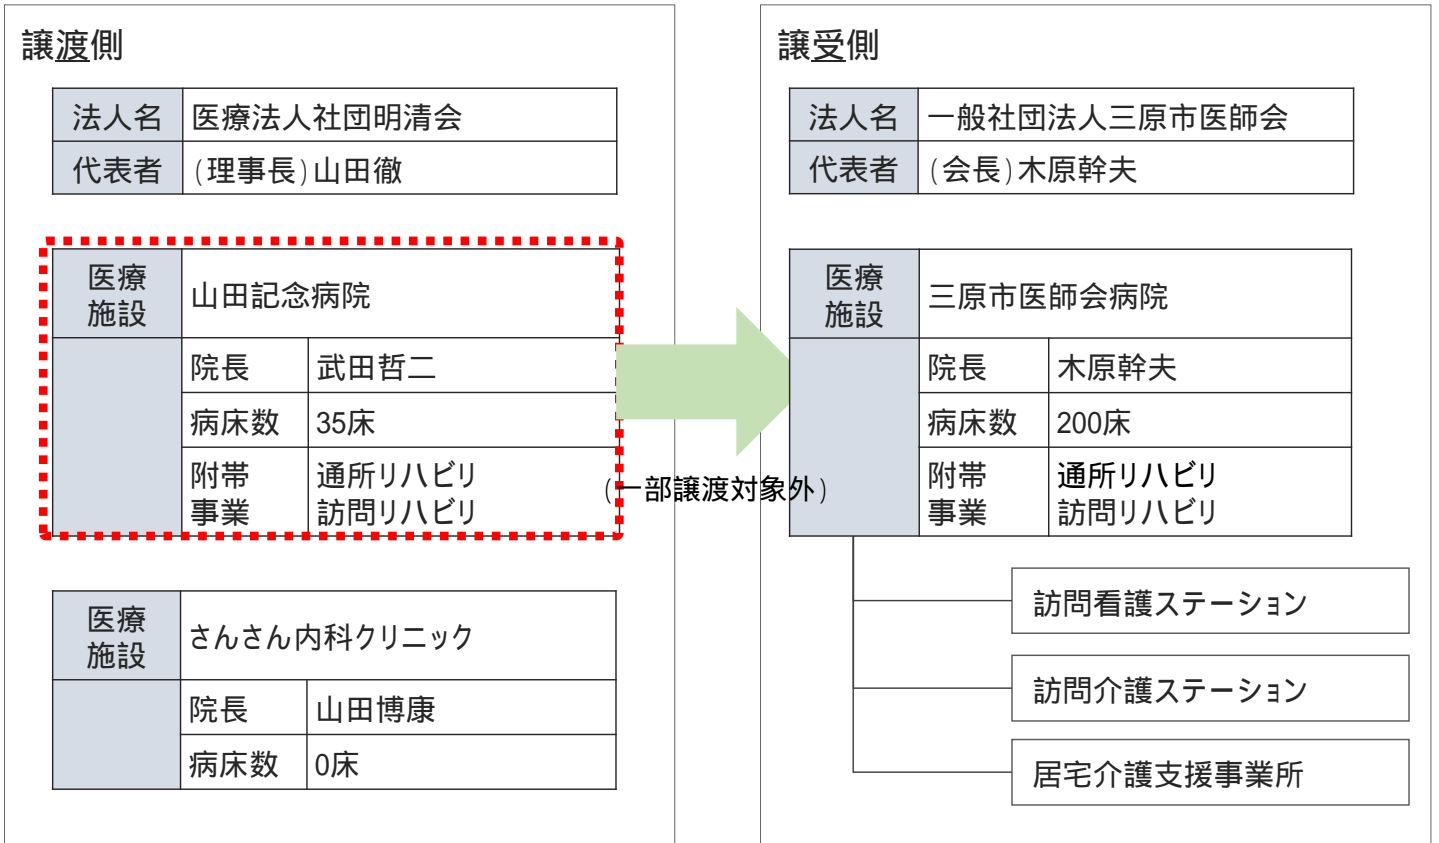 譲渡側
法人名 医療法人社団明清会
代表者 (理事長)山田徹
医療
施設
山田記念病院
院長 武田哲二
病床数 35床
附帯
事業
通所リハビリ
訪問リハビリ
医療
施設
さんさん内科クリニック
院長 山田博康
病床数 0床
(一部譲渡対象外)
譲受側
法人名 一般社団法人三原市医師会
代表者 (会長)木原幹夫
医療
施設
三原市医師会病院
院長 木原幹夫
病床数 200床
附帯
事業
通所リハビリ
訪問リハビリ
訪問看護ステーション
訪問介護ステーション
居宅介護支援事業所